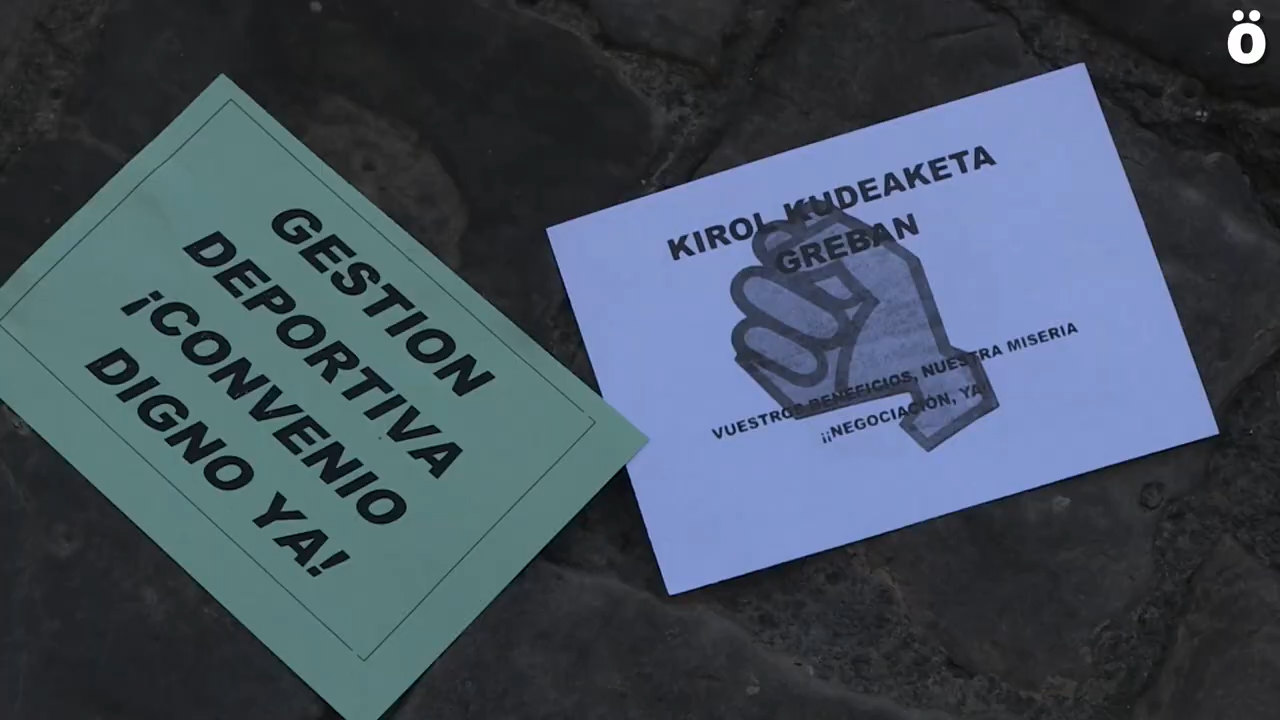 GESTION
DEPORTIVA
¡CONVENIO
DIGNO YA!
KIROL KUDEAKETA
GREBAN
VUESTROS BENEFICIOS, NUESTRA MISERIA
¡¡NEGOCIACIÓN, YA!!
ö